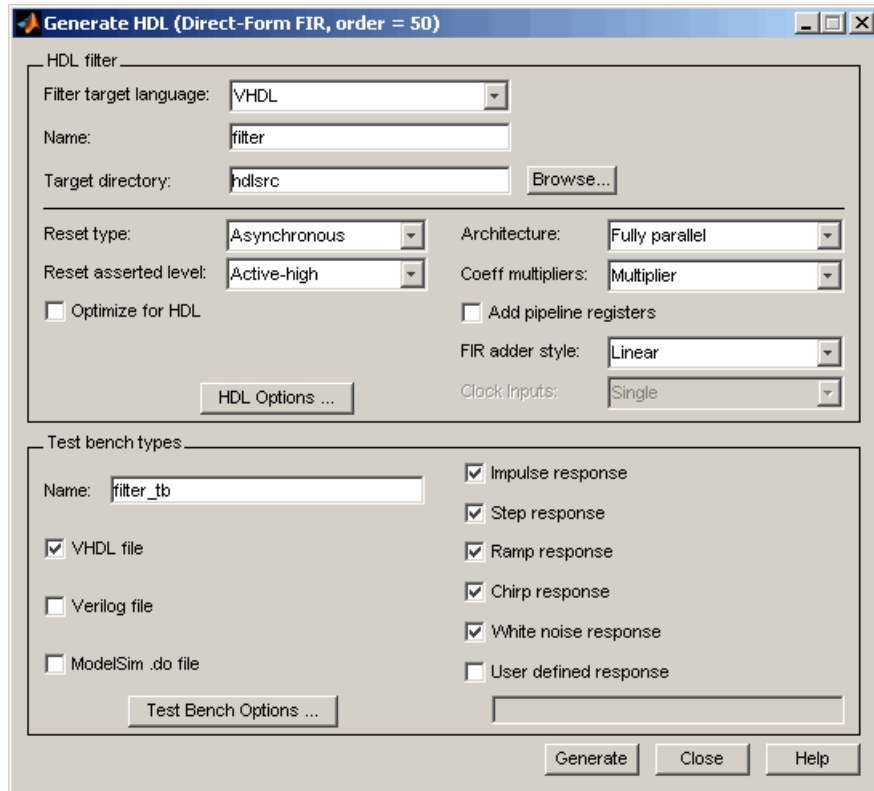 Generate HDL (Direct-Form FIR, order = 50)
HDL filter
Filter target language: VHDL
Name: filter
Target directory: hdlsrc Browse...
Reset type: Asynchronous Architecture: Fully parallel
Reset asserted level: Active-high Coeff multipliers: Multiplier
Optimize for HDL Add pipeline registers
FIR adder style: Linear
HDL Options ... Clock Inputs: Single
Test bench types
Name: filter_tb Impulse response
Step response
VHDL file Ramp response
Chirp response
Verilog file
White noise response
ModelSim .do file User defined response
Test Bench Options ...
Generate Close Help